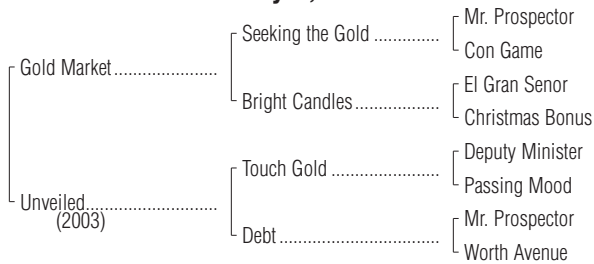 Mr. Prospector
Seeking the Gold ..............
Con Game
Gold Market......................
El Gran Senor
Bright Candles ..................
Christmas Bonus
Deputy Minister
Touch Gold .......................
Passing Mood
Unveiled............................
(2003)
Mr. Prospector
Debt ..................................
Worth Avenue